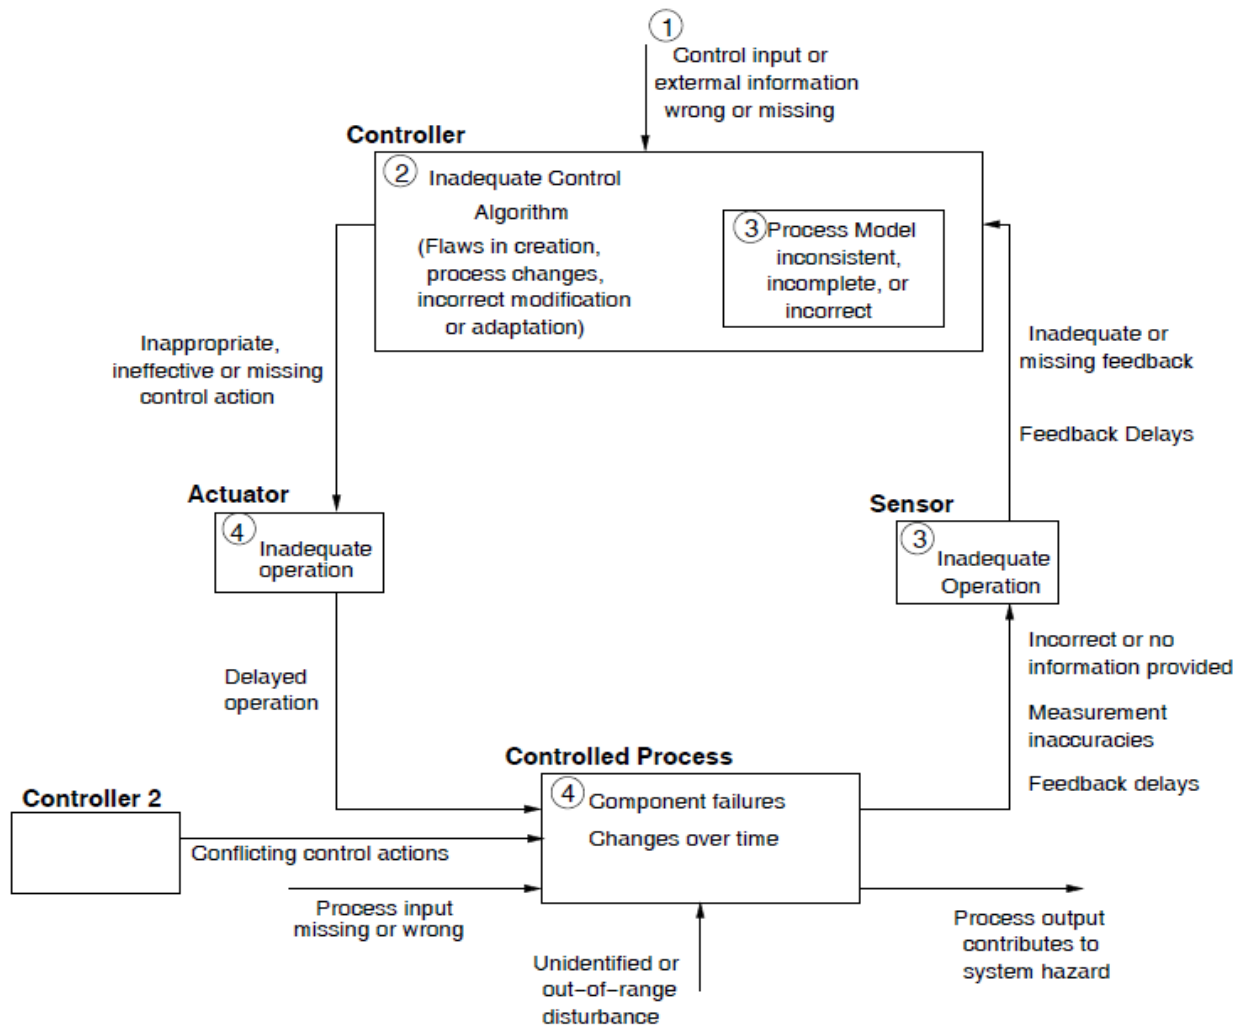 1
Control input or
external information
wrong or missing
Controller
2 Inadequate Control
Algorithm
(Flaws in creation,
process changes,
incorrect modification
or adaptation)
3 Process Model
inconsistent,
incomplete, or
incorrect
Inappropriate,
ineffective or missing
control action
Inadequate or
missing feedback
Feedback Delays
Actuator
4
Inadequate
operation
Sensor
3
Inadequate
Operation
Delayed
operation
Incorrect or no
information provided
Measurement
inaccuracies
Feedback delays
Controlled Process
4 Component failures
Changes over time
Controller 2
Conflicting control actions
Process input
missing or wrong
Unidentified or
out-of-range
disturbance
Process output
contributes to
system hazard